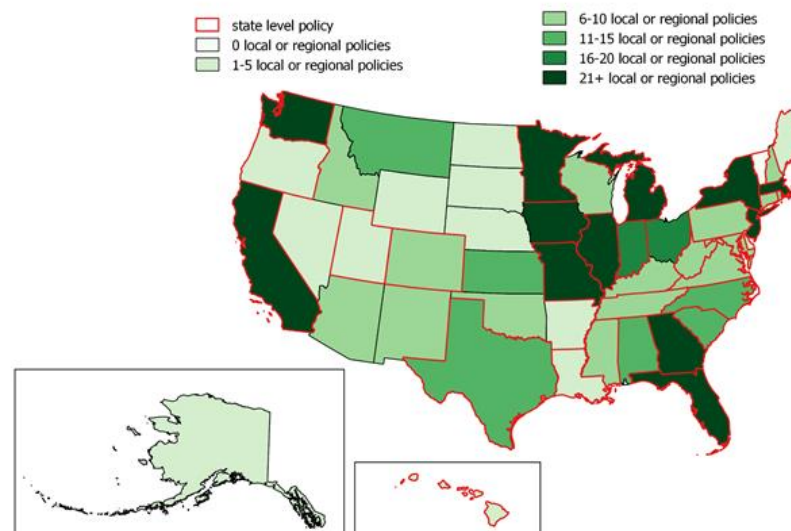 state level policy
0 local or regional policies
1-5 local or regional policies
6-10 local or regional policies
11-15 local or regional policies
16-20 local or regional policies
21+ local or regional policies